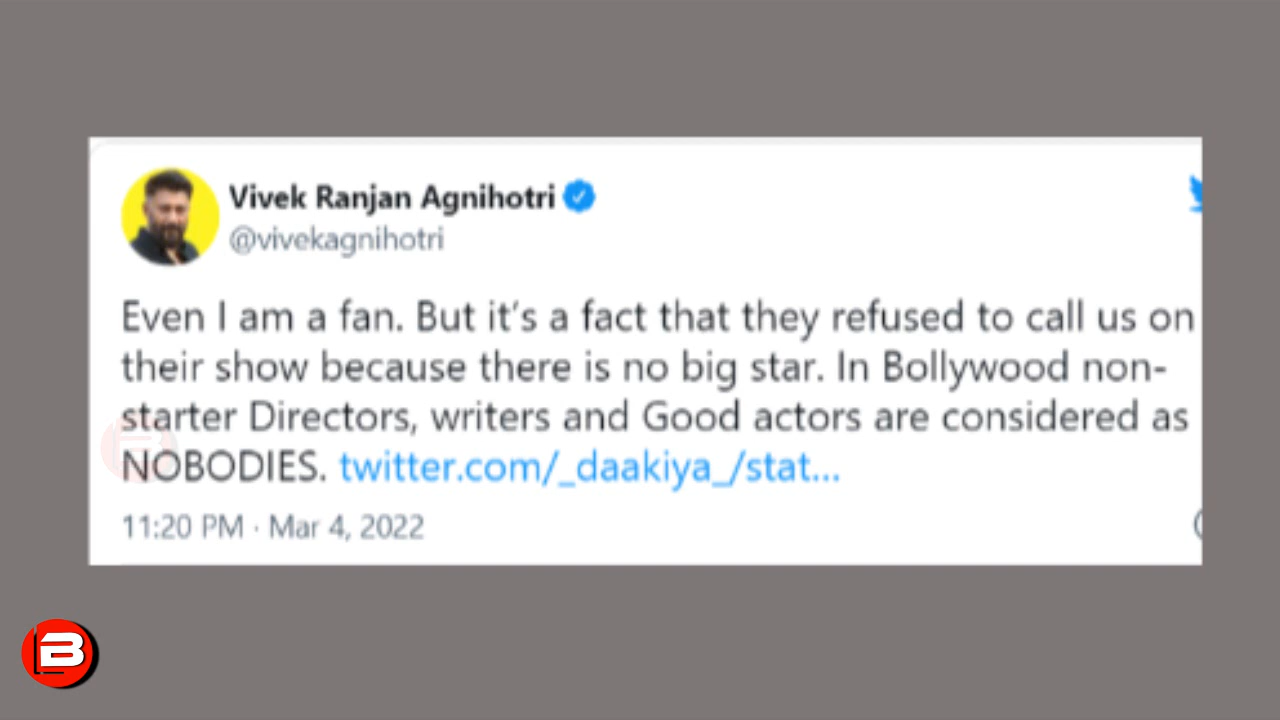 Vivek Ranjan Agnihotri
@vivekagnihotri
Even I am a fan. But it's a fact that they refused to call us on
their show because there is no big star. In Bollywood non-
starter Directors, writers and Good actors are considered as
NOBODIES. twitter.com/_daakiya_/stat...
11:20 PM · Mar 4, 2022
B